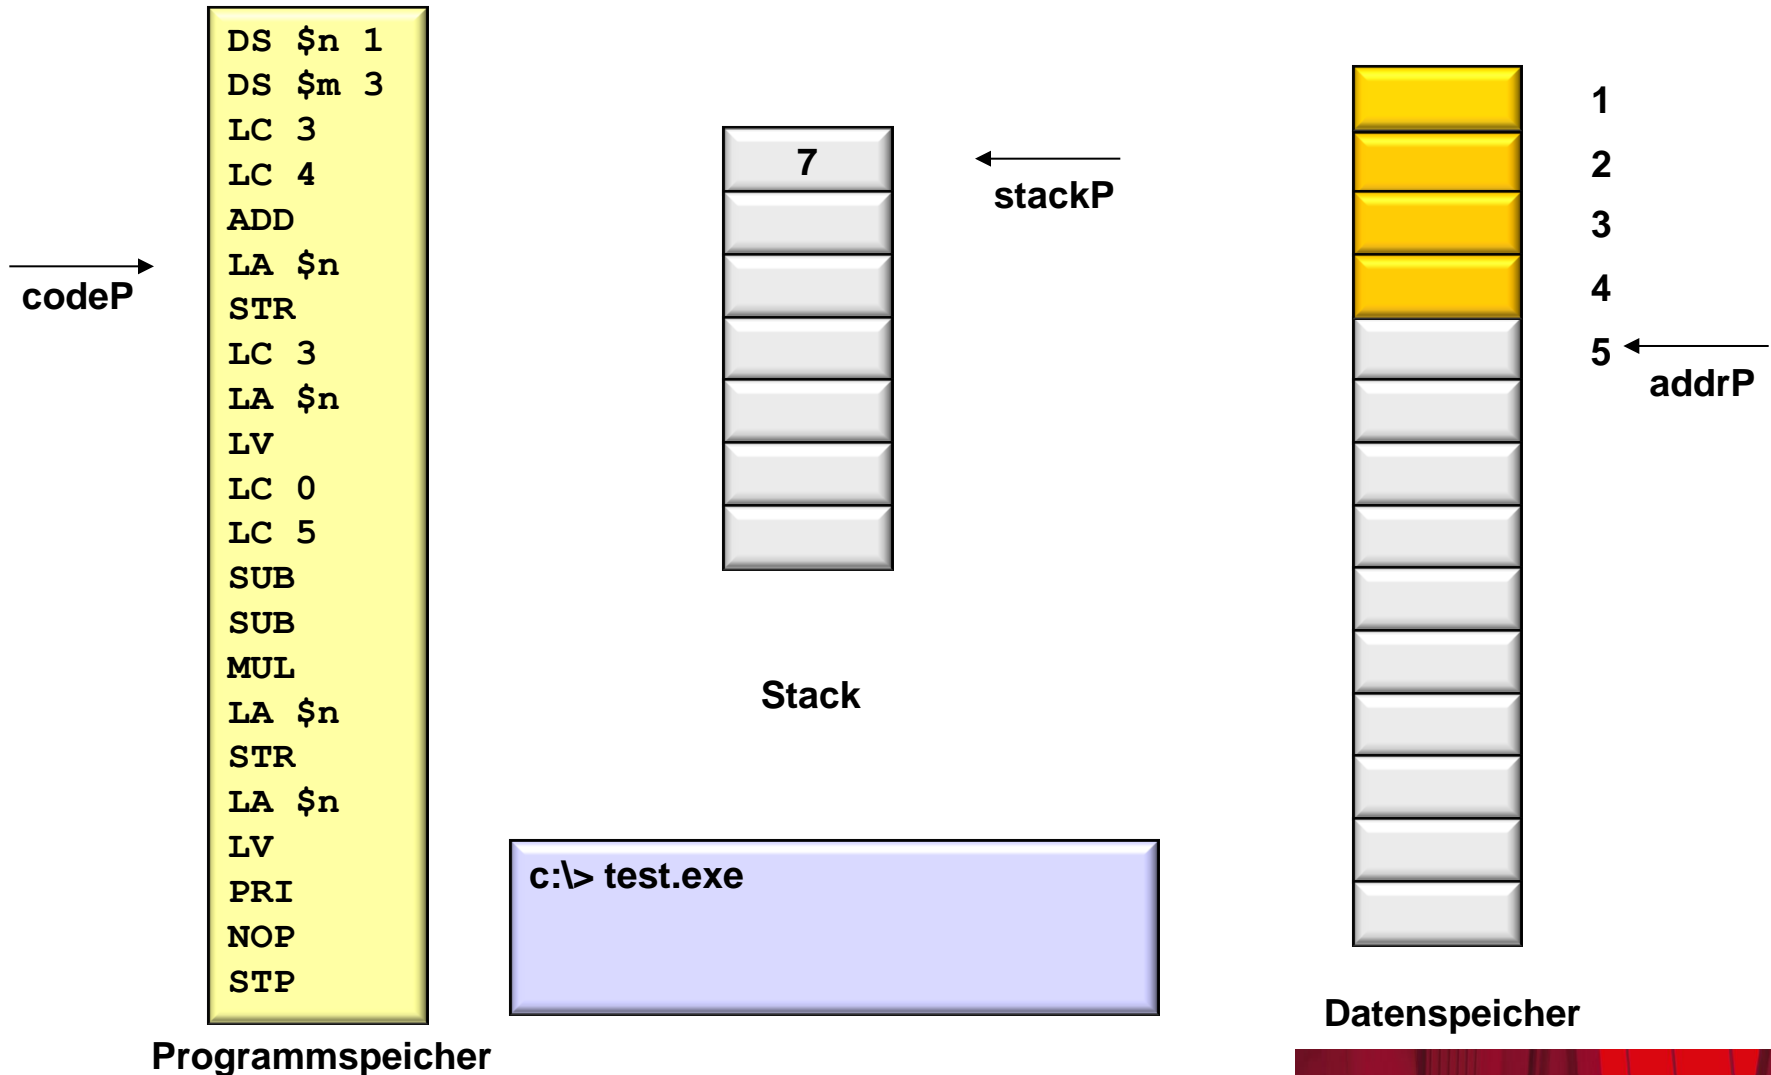 DS $n 1
DS $m 3
LC 3
LC 4
ADD
LA $n
STR
LC 3
LA $n
LV
LC 0
LC 5
SUB
SUB
MUL
LA $n
STR
LA $n
LV
PRI
NOP
STP
Programmspeicher
codeP
7
stackP
Stack
c:\> test.exe
1
2
3
4
5
addrP
Datenspeicher